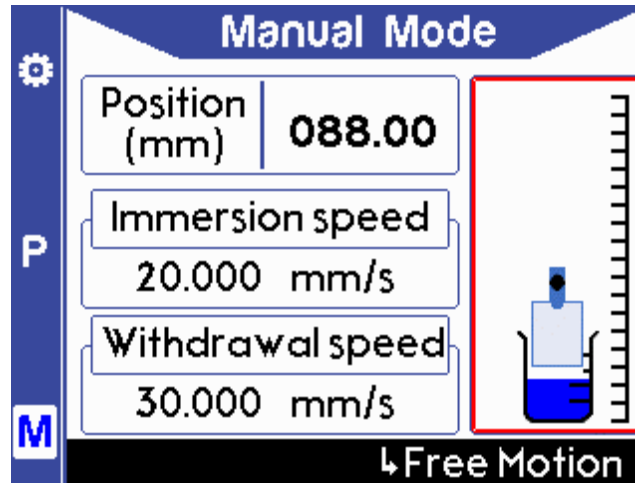 Manual Mode
Position
(mm)
088.00
Immersion speed
20.000 mm/s
P
Withdrawal speed
30.000 mm/s
M
↳Free Motion